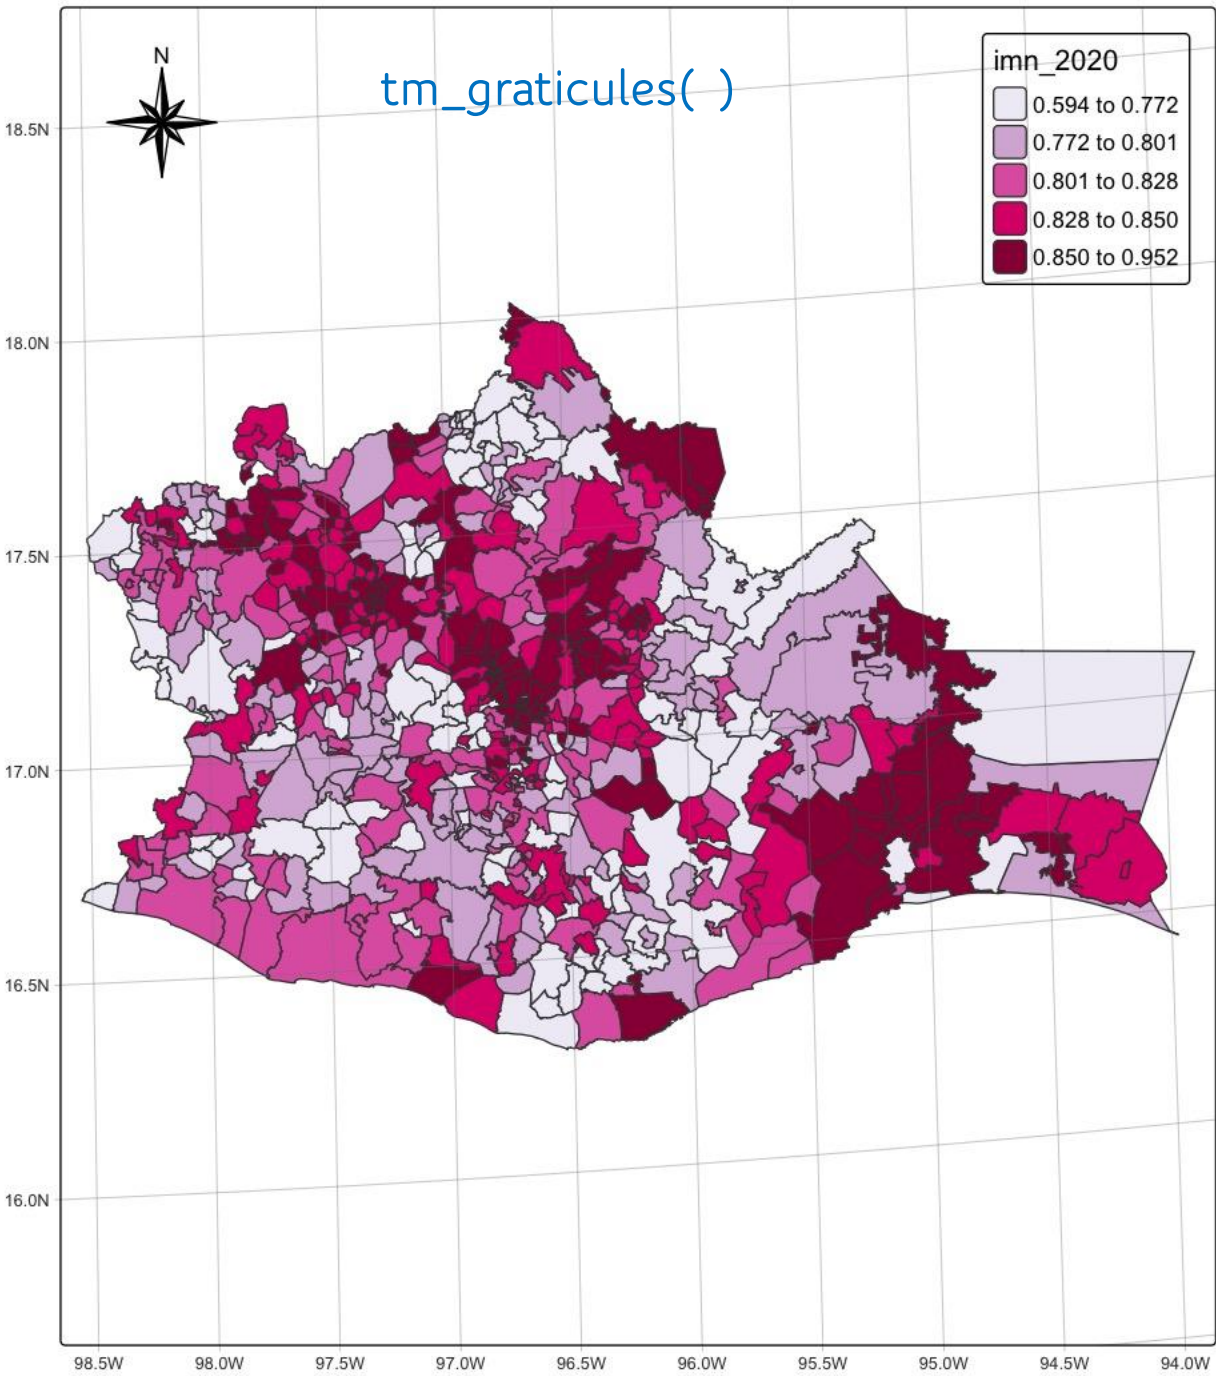 N
tm_graticules( )
imn_2020
0.594 to 0.772
0.772 to 0.801
0.801 to 0.828
0.828 to 0.850
0.850 to 0.952
18.5N
18.0N
17.5N
17.0N
16.5N
16.0N
98.5W
98.0W
97.5W
97.0W
96.5W
96.0W
95.5W
95.0W
94.5W
94.0W